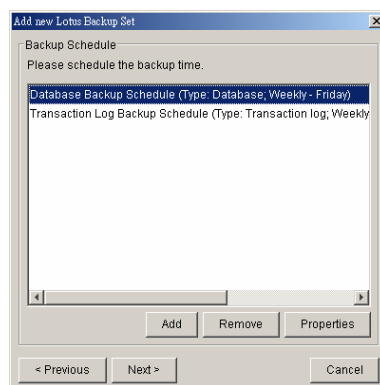 Add new Lotus Backup Set
Backup Schedule
Please schedule the backup time.
Database Backup Schedule (Type: Database; Weekly - Friday)
Transaction Log Backup Schedule (Type: Transaction log; Weekly
Add Remove Properties
< Previous Next > Cancel